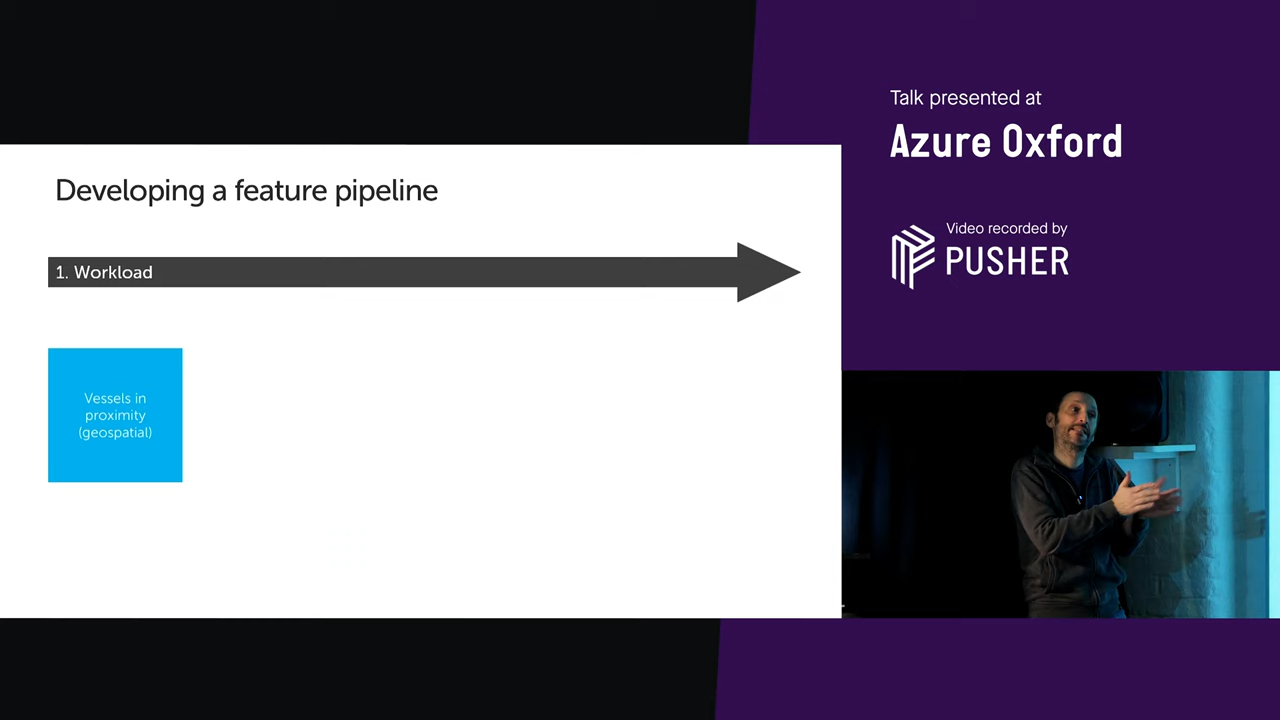 Talk presented at
Azure Oxford
Video recorded by
PUSHER
Developing a feature pipeline
1. Workload
Vessels in
proximity
(geospatial)